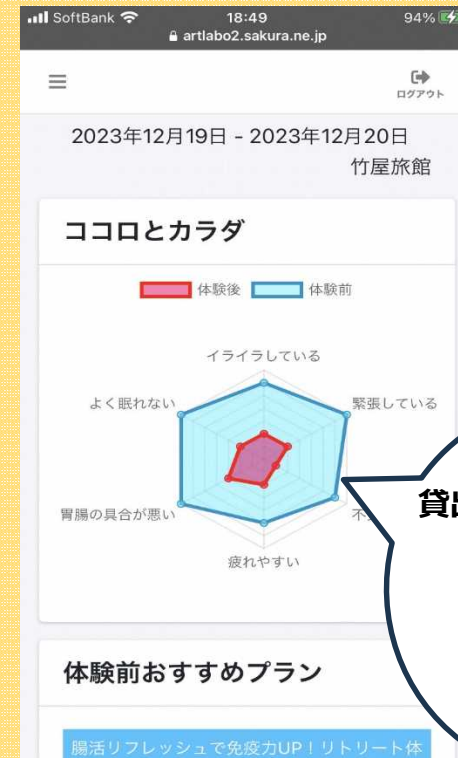 SoftBank 18:49 94%
artlabo2.sakura.ne.jp
ログアウト
2023年12月19日 - 2023年12月20日
竹屋旅館
ココロとカラダ
体験後 体験前
イライラしている
よく眠れない 緊張している
胃腸の具合が悪い 不
疲れやすい
貸
体験前おすすめプラン
腸活リフレッシュで免疫力UP！リトリート体